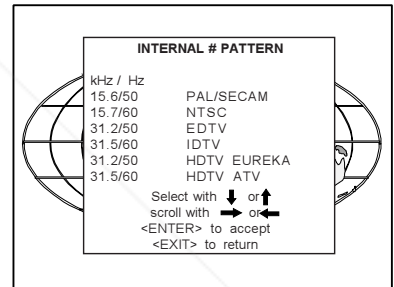 INTERNAL # PATTERN
kHz / Hz
15.6/50 PAL/SECAM
15.7/60 NTSC
31.2/50 EDTV
31.5/60 IDTV
31.2/50 HDTV EUREKA
31.5/60 HDTV ATV
Select with ⬇ or ⬆
scroll with ➡ or ⬅
<ENTER> to accept
<EXIT> to return